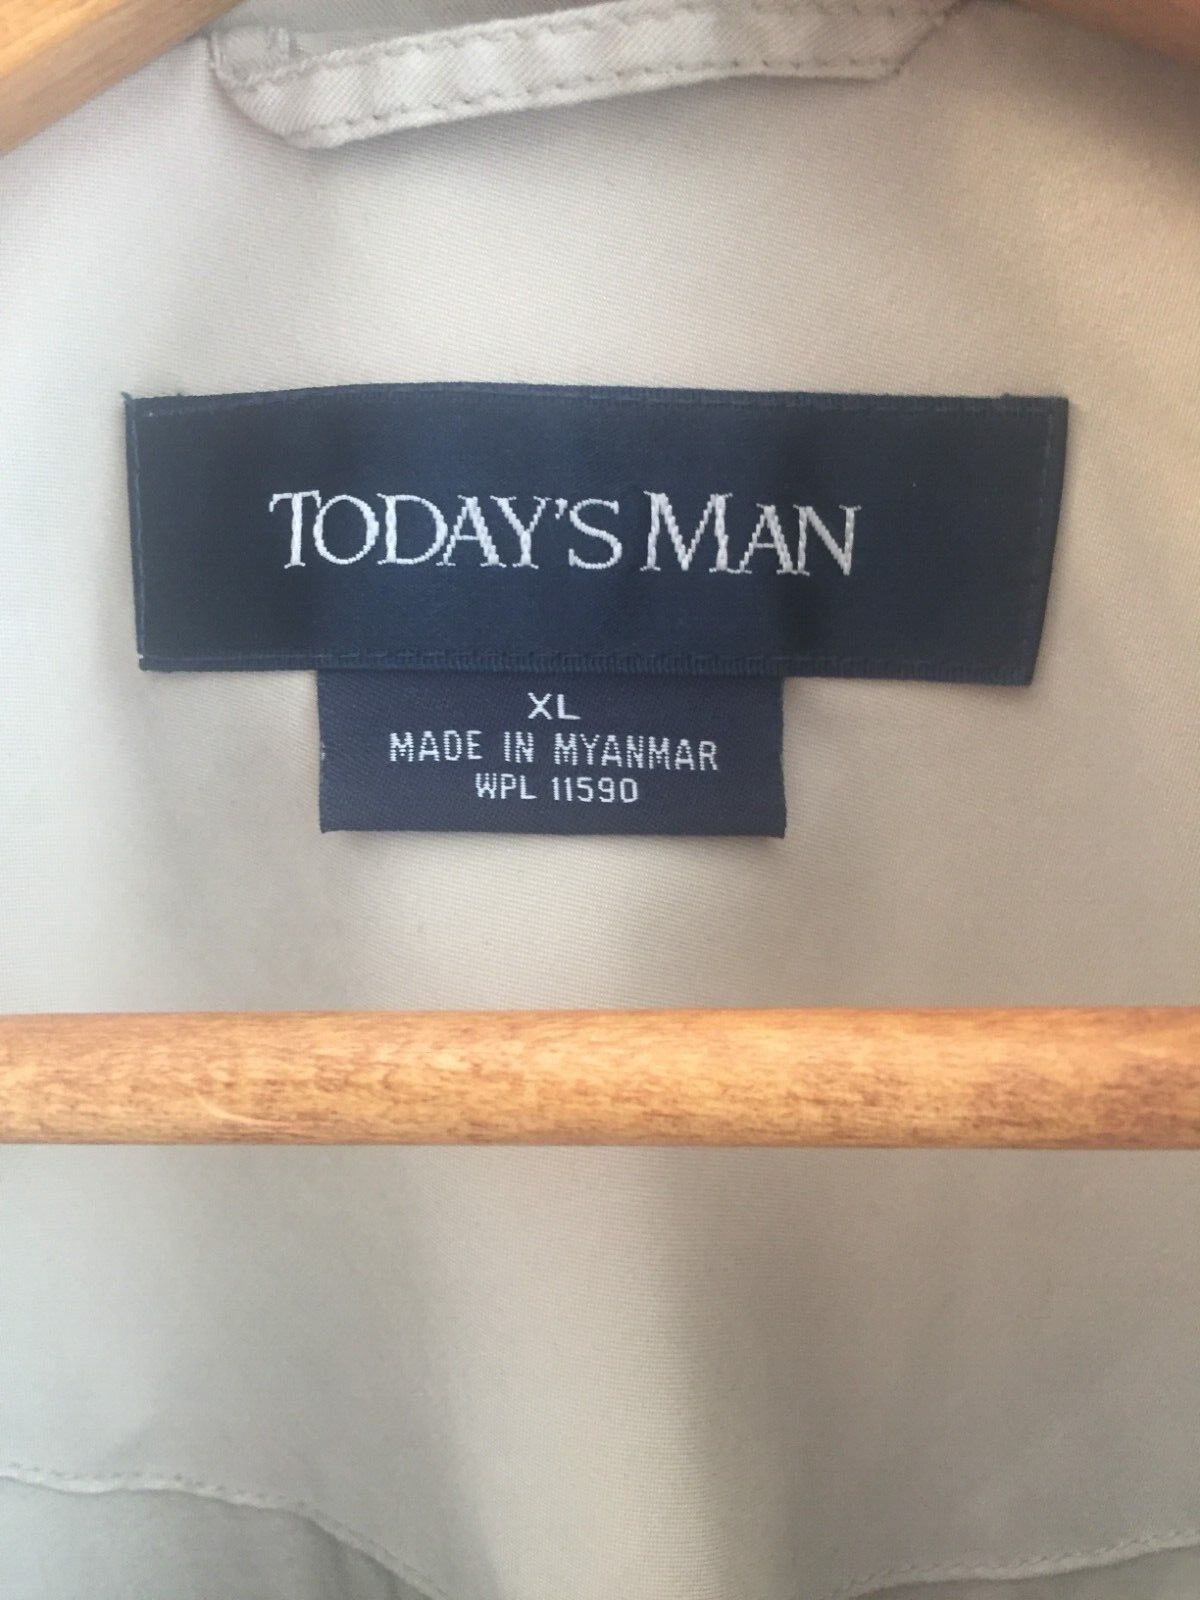 TODAY'S MAN
XL
MADE IN MYANMAR
WPL 11590